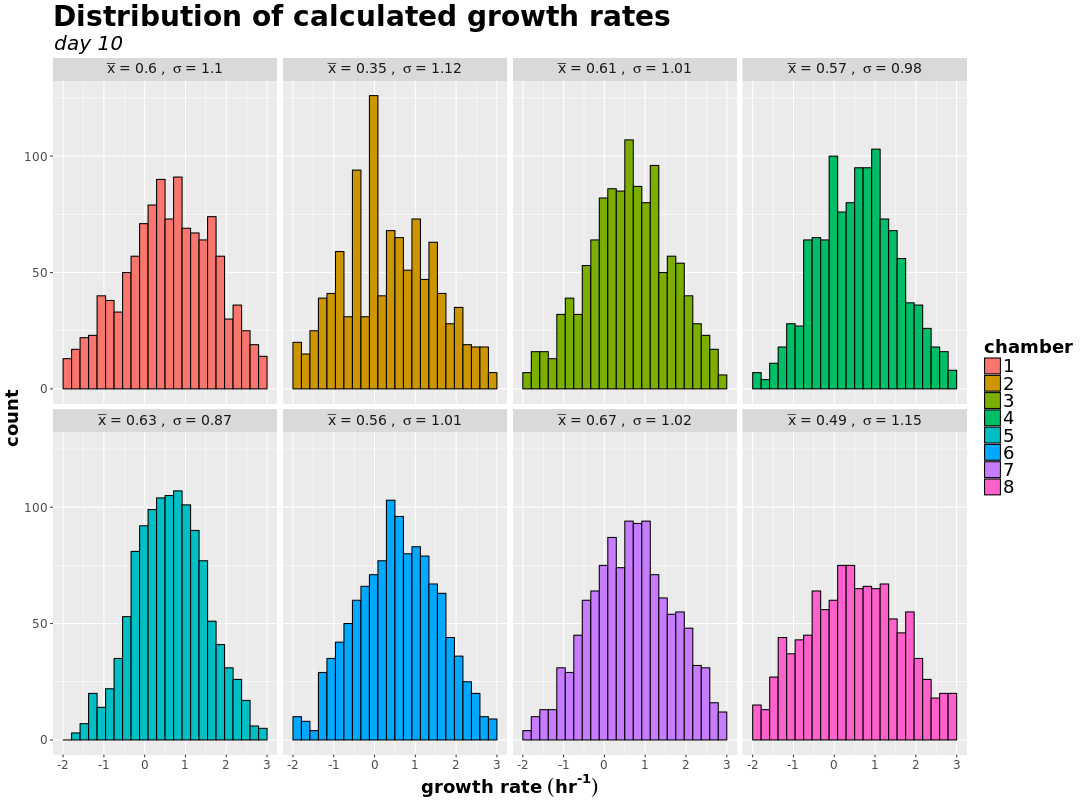 Distribution of calculated growth rates
day 10
x̅ = 0.6 , σ = 1.1
x̅ = 0.35 , σ = 1.12
x̅ = 0.61 , σ = 1.01
x̅ = 0.57 , σ = 0.98
100
50
0
x̅ = 0.63 , σ = 0.87
x̅ = 0.56 , σ = 1.01
x̅ = 0.67 , σ = 1.02
x̅ = 0.49 , σ = 1.15
100
50
0
-2 -1 0 1 2 3
-2 -1 0 1 2 3
-2 -1 0 1 2 3
-2 -1 0 1 2 3
count
growth rate (hr⁻¹)
chamber
1
2
3
4
5
6
7
8